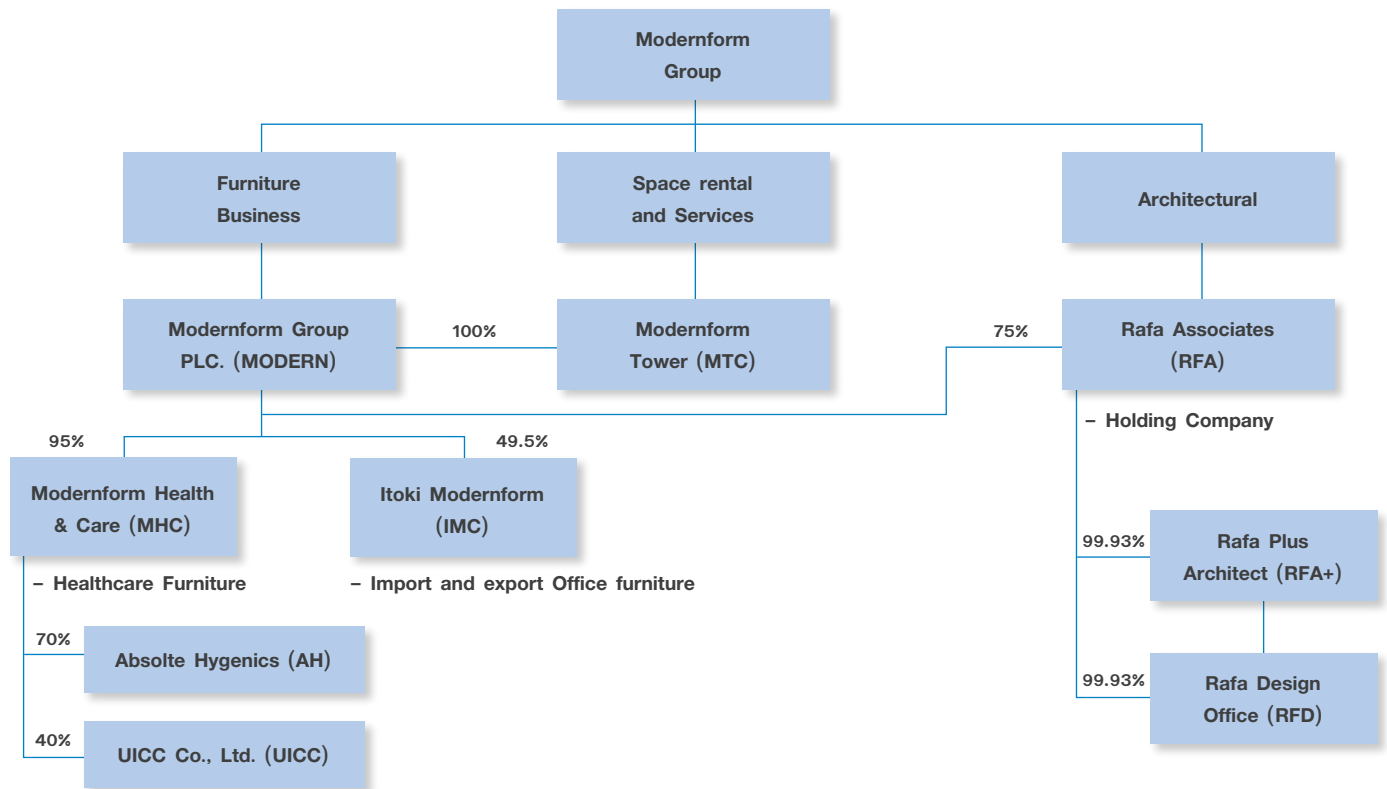 Modernform
Group
Furniture
Business
Space rental
and Services
Architectural
Modernform Group
PLC. (MODERN)
100%
Modernform
Tower (MTC)
75%
Rafa Associates
(RFA)
– Holding Company
95%
49.5%
Modernform Health
& Care (MHC)
Itoki Modernform
(IMC)
– Healthcare Furniture
– Import and export Office furniture
99.93%
Rafa Plus
Architect (RFA+)
70%
Absolte Hygenics (AH)
99.93%
Rafa Design
Office (RFD)
40%
UICC Co., Ltd. (UICC)